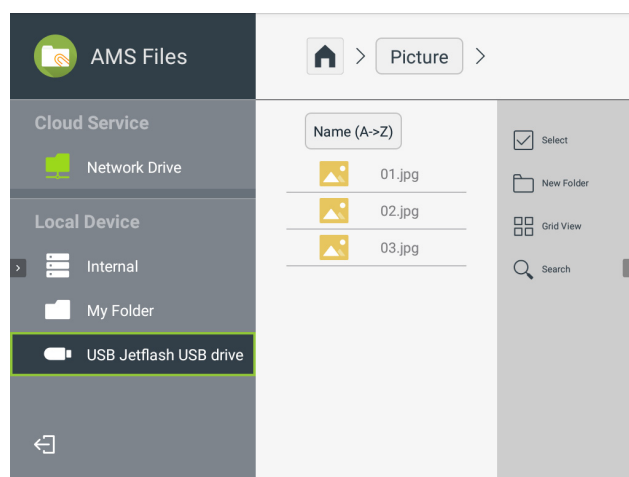 AMS Files
Picture
Cloud Service
Network Drive
Local Device
Internal
My Folder
USB Jetflash USB drive
Name (A->Z)
01.jpg
02.jpg
03.jpg
Select
New Folder
Grid View
Search